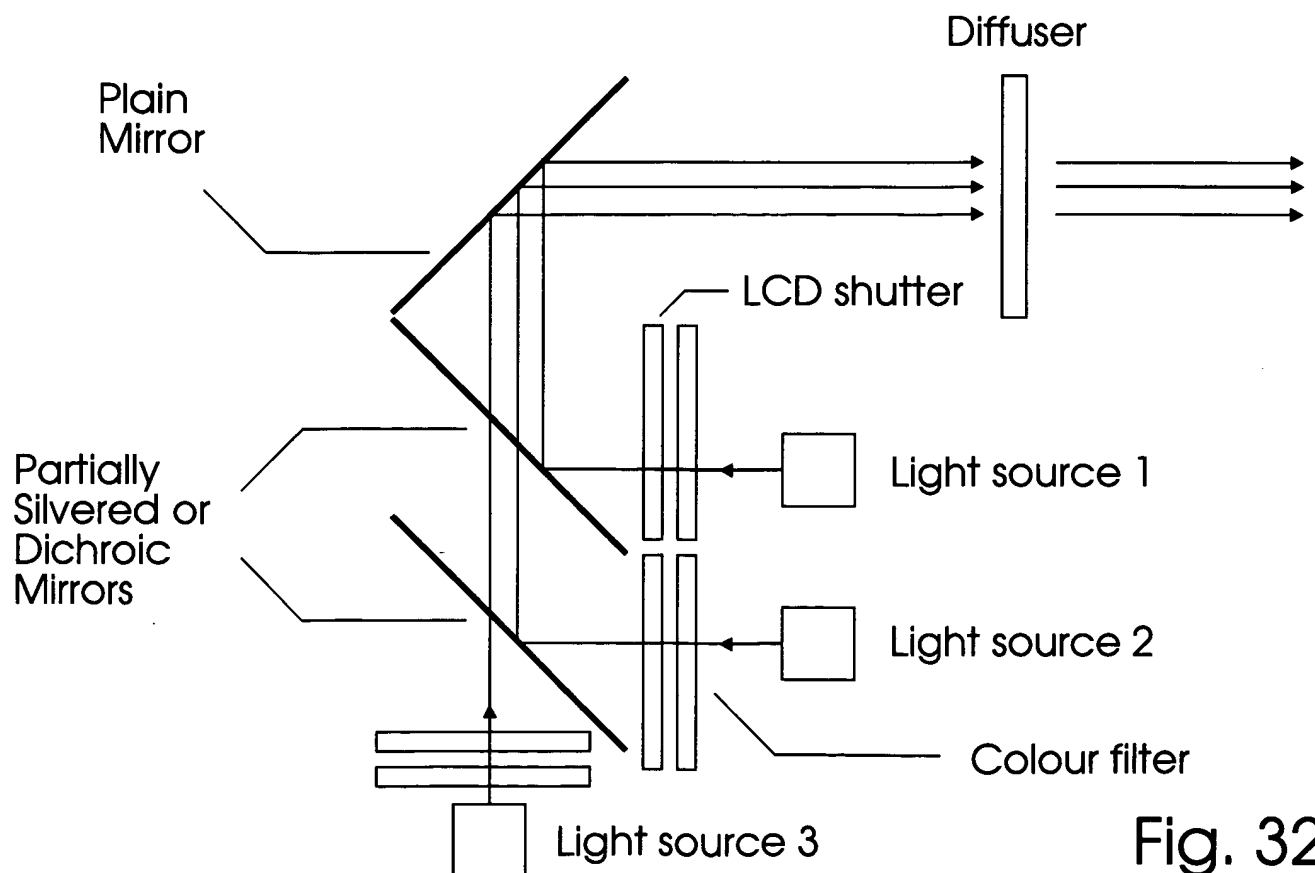 Diffuser
Plain
Mirror
LCD shutter
Light source 1
Partially
Silvered or
Dichroic
Mirrors
Light source 2
Colour filter
Light source 3
Fig. 32